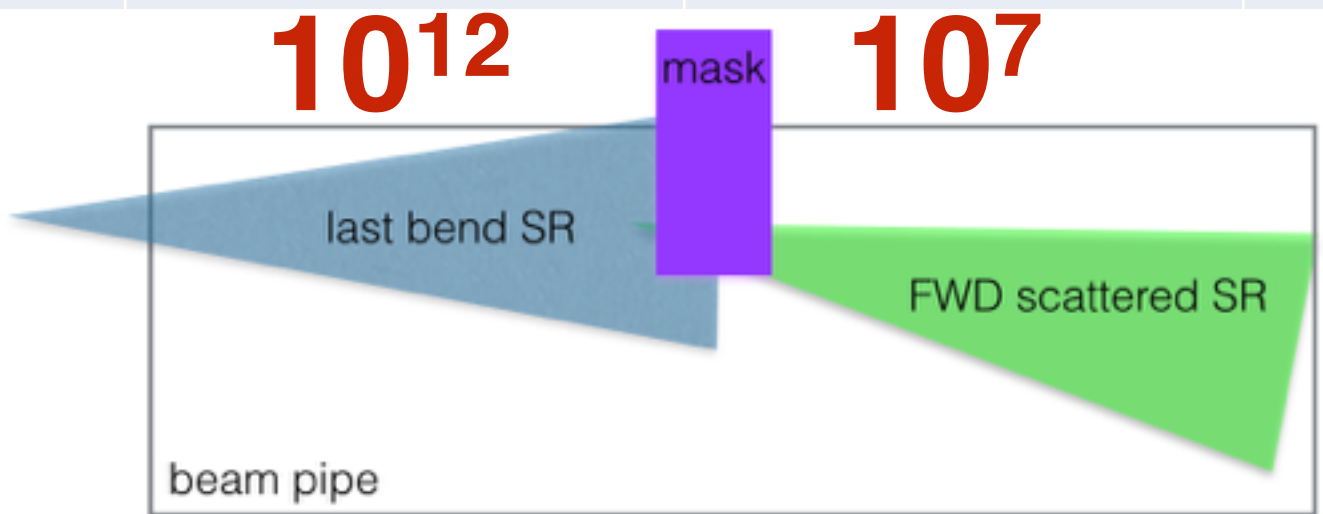 10¹²
mask
10⁷
last bend SR
FWD scattered SR
beam pipe